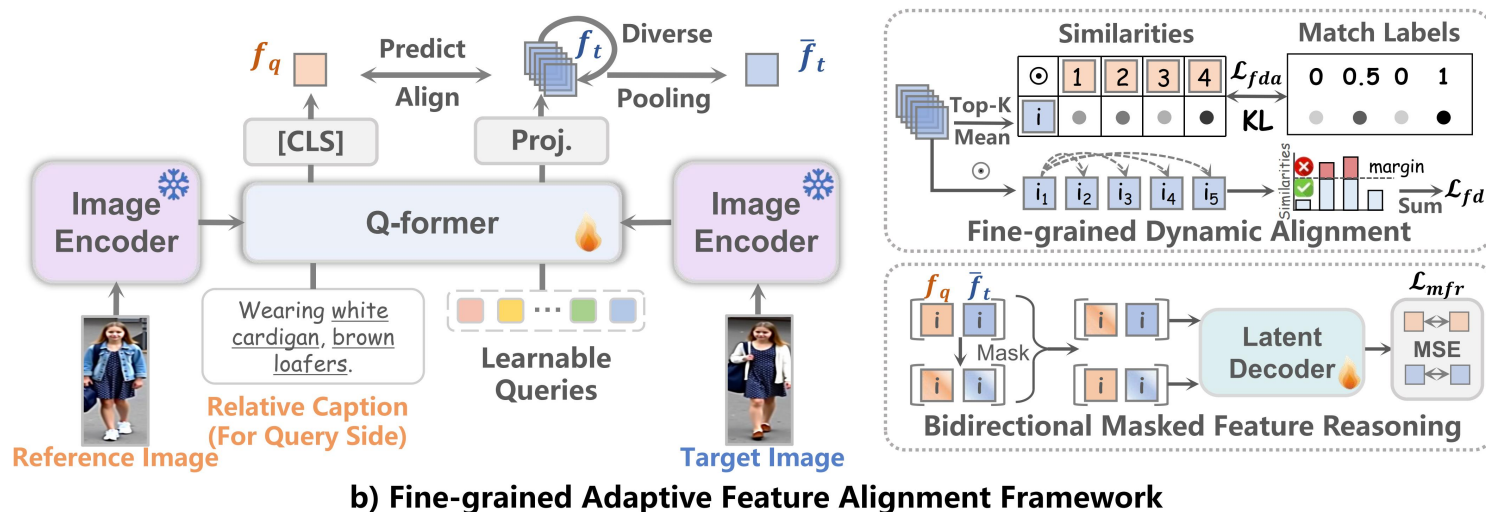 f_q
Predict
Align
f_t
Diverse
Pooling
f̄_t
[CLS]
Proj.
Image
Encoder
Q-former
Image
Encoder
Wearing white
cardigan, brown
loafers.
Relative Caption
(For Query Side)
...
Learnable
Queries
Reference Image
Target Image
Similarities
Match Labels
Top-K
Mean
⊙ 1 2 3 4
i
ℒ_fda
KL
0 0.5 0 1
⊙
i₁ i₂ i₃ i₄ i₅
Similarities
margin
Sum
ℒ_fd
Fine-grained Dynamic Alignment
f_q f̄_t
i i
Mask
i i
i i
i i
Latent
Decoder
ℒ_mfr
MSE
Bidirectional Masked Feature Reasoning
b) Fine-grained Adaptive Feature Alignment Framework